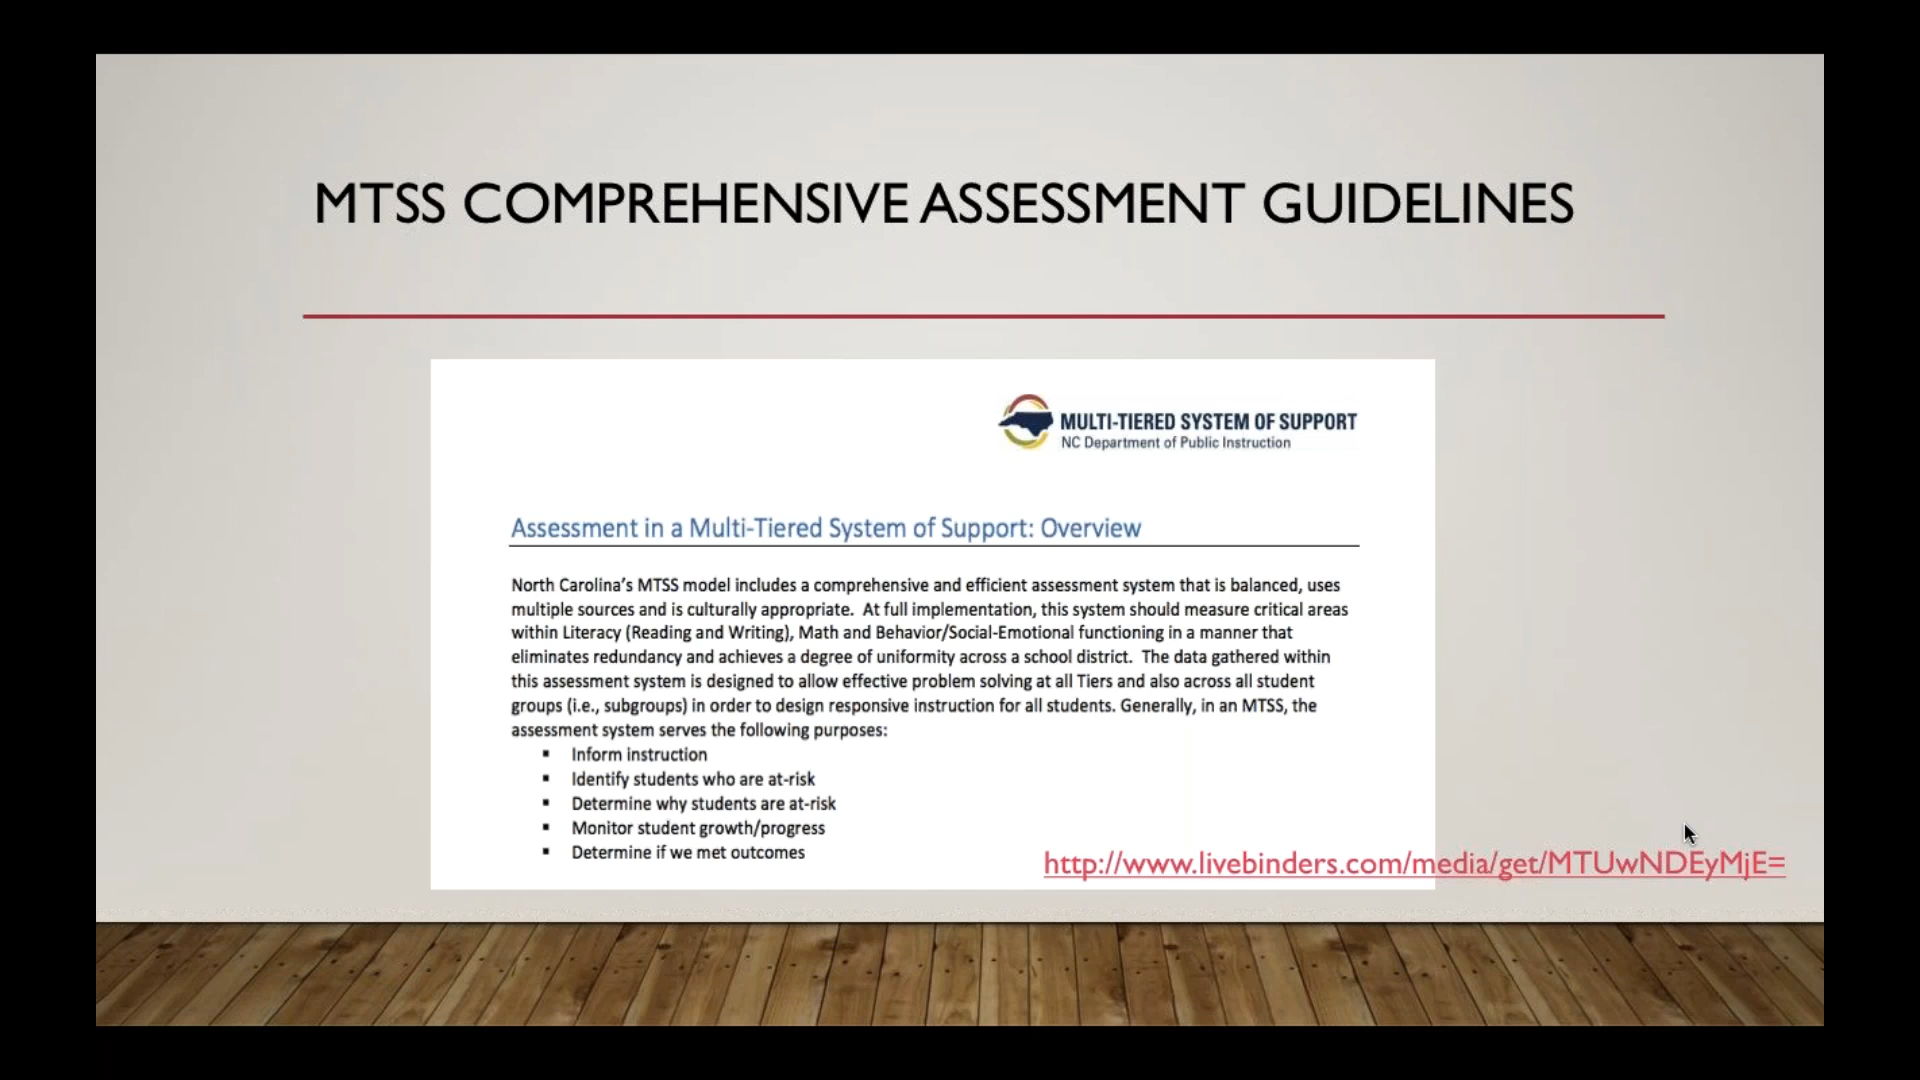 MTSS COMPREHENSIVE ASSESSMENT GUIDELINES
MULTI-TIERED SYSTEM OF SUPPORT
NC Department of Public Instruction
Assessment in a Multi-Tiered System of Support: Overview
North Carolina’s MTSS model includes a comprehensive and efficient assessment system that is balanced, uses
multiple sources and is culturally appropriate.  At full implementation, this system should measure critical areas
within Literacy (Reading and Writing), Math and Behavior/Social-Emotional functioning in a manner that
eliminates redundancy and achieves a degree of uniformity across a school district.  The data gathered within
this assessment system is designed to allow effective problem solving at all Tiers and also across all student
groups (i.e., subgroups) in order to design responsive instruction for all students. Generally, in an MTSS, the
assessment system serves the following purposes:
▪ Inform instruction
▪ Identify students who are at-risk
▪ Determine why students are at-risk
▪ Monitor student growth/progress
▪ Determine if we met outcomes
http://www.livebinders.com/media/get/MTUwNDEyMjE=